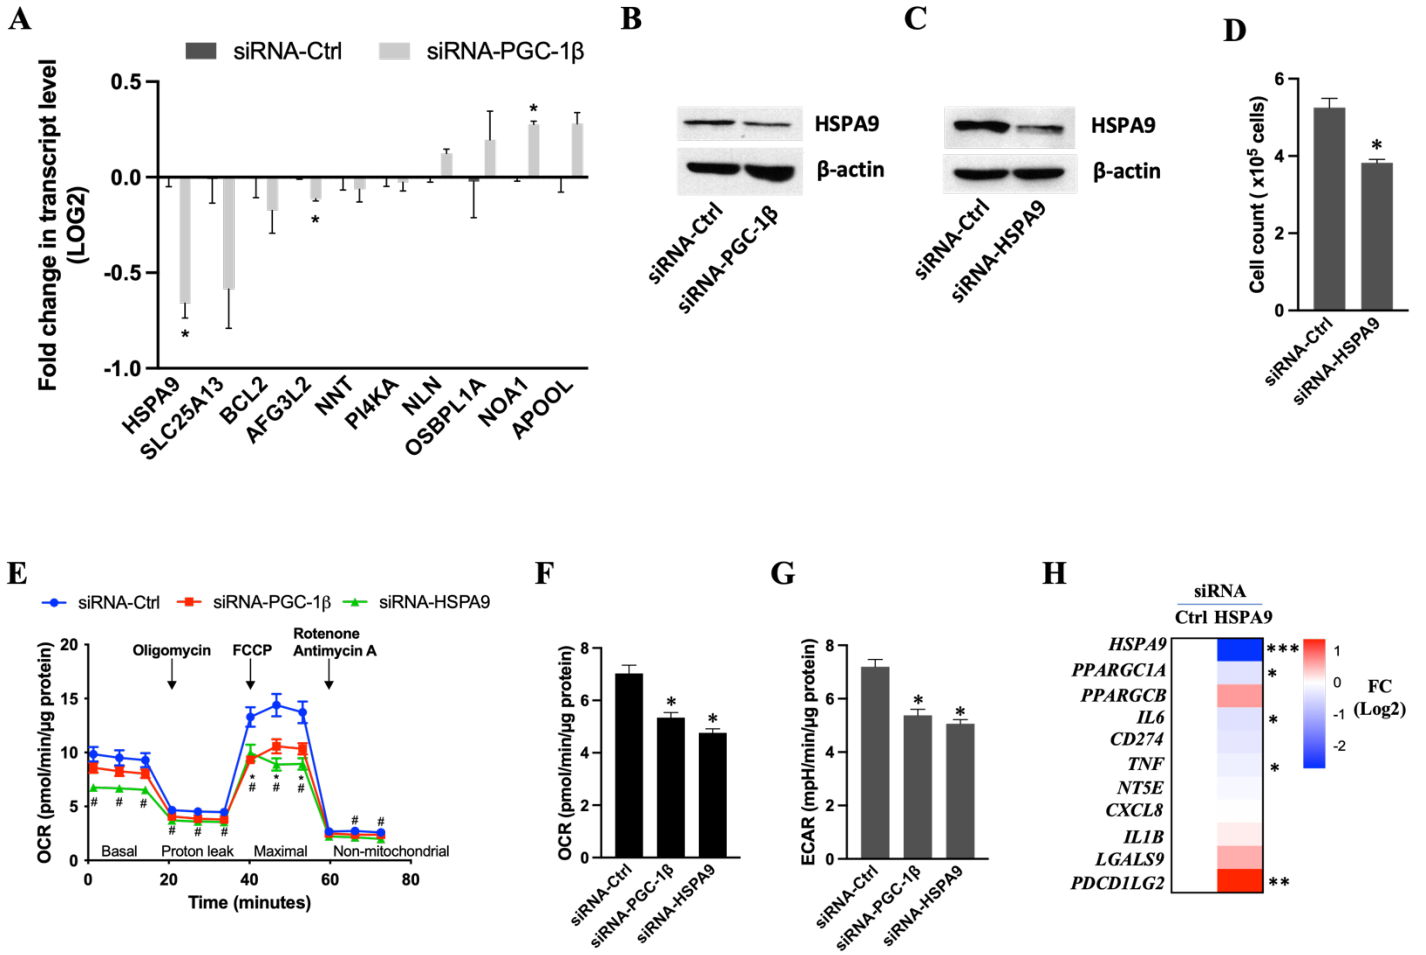 A
siRNA-Ctrl
siRNA-PGC-1β
Fold change in transcript level
(LOG2)
0.5
0.0
-0.5
-1.0
*
*
*
HSPA9
SLC25A13
BCL2
AFG3L2
NNT
PI4KA
NLN
OSBPL1A
NOA1
APOOL
B
HSPA9
β-actin
siRNA-Ctrl
siRNA-PGC-1β
C
HSPA9
β-actin
siRNA-Ctrl
siRNA-HSPA9
D
Cell count ( x10⁵ cells)
6
4
2
0
*
siRNA-Ctrl
siRNA-HSPA9
E
siRNA-Ctrl
siRNA-PGC-1β
siRNA-HSPA9
OCR (pmol/min/µg protein)
20
15
10
5
0
Oligomycin
FCCP
Rotenone
Antimycin A
* * *
# # # # # # # # # # #
Basal
Proton leak
Maximal
Non-mitochondrial
0 20 40 60 80
Time (minutes)
F
OCR (pmol/min/µg protein)
8
6
4
2
0
*
*
siRNA-Ctrl
siRNA-PGC-1β
siRNA-HSPA9
G
ECAR (mpH/min/µg protein)
8
6
4
2
0
*
*
siRNA-Ctrl
siRNA-PGC-1β
siRNA-HSPA9
H
siRNA
Ctrl HSPA9
HSPA9 ***
PPARGC1A *
PPARGCB
IL6 *
CD274
TNF *
NT5E
CXCL8
IL1B
LGALS9
PDCD1LG2 **
1
0
-1
-2
FC
(Log2)